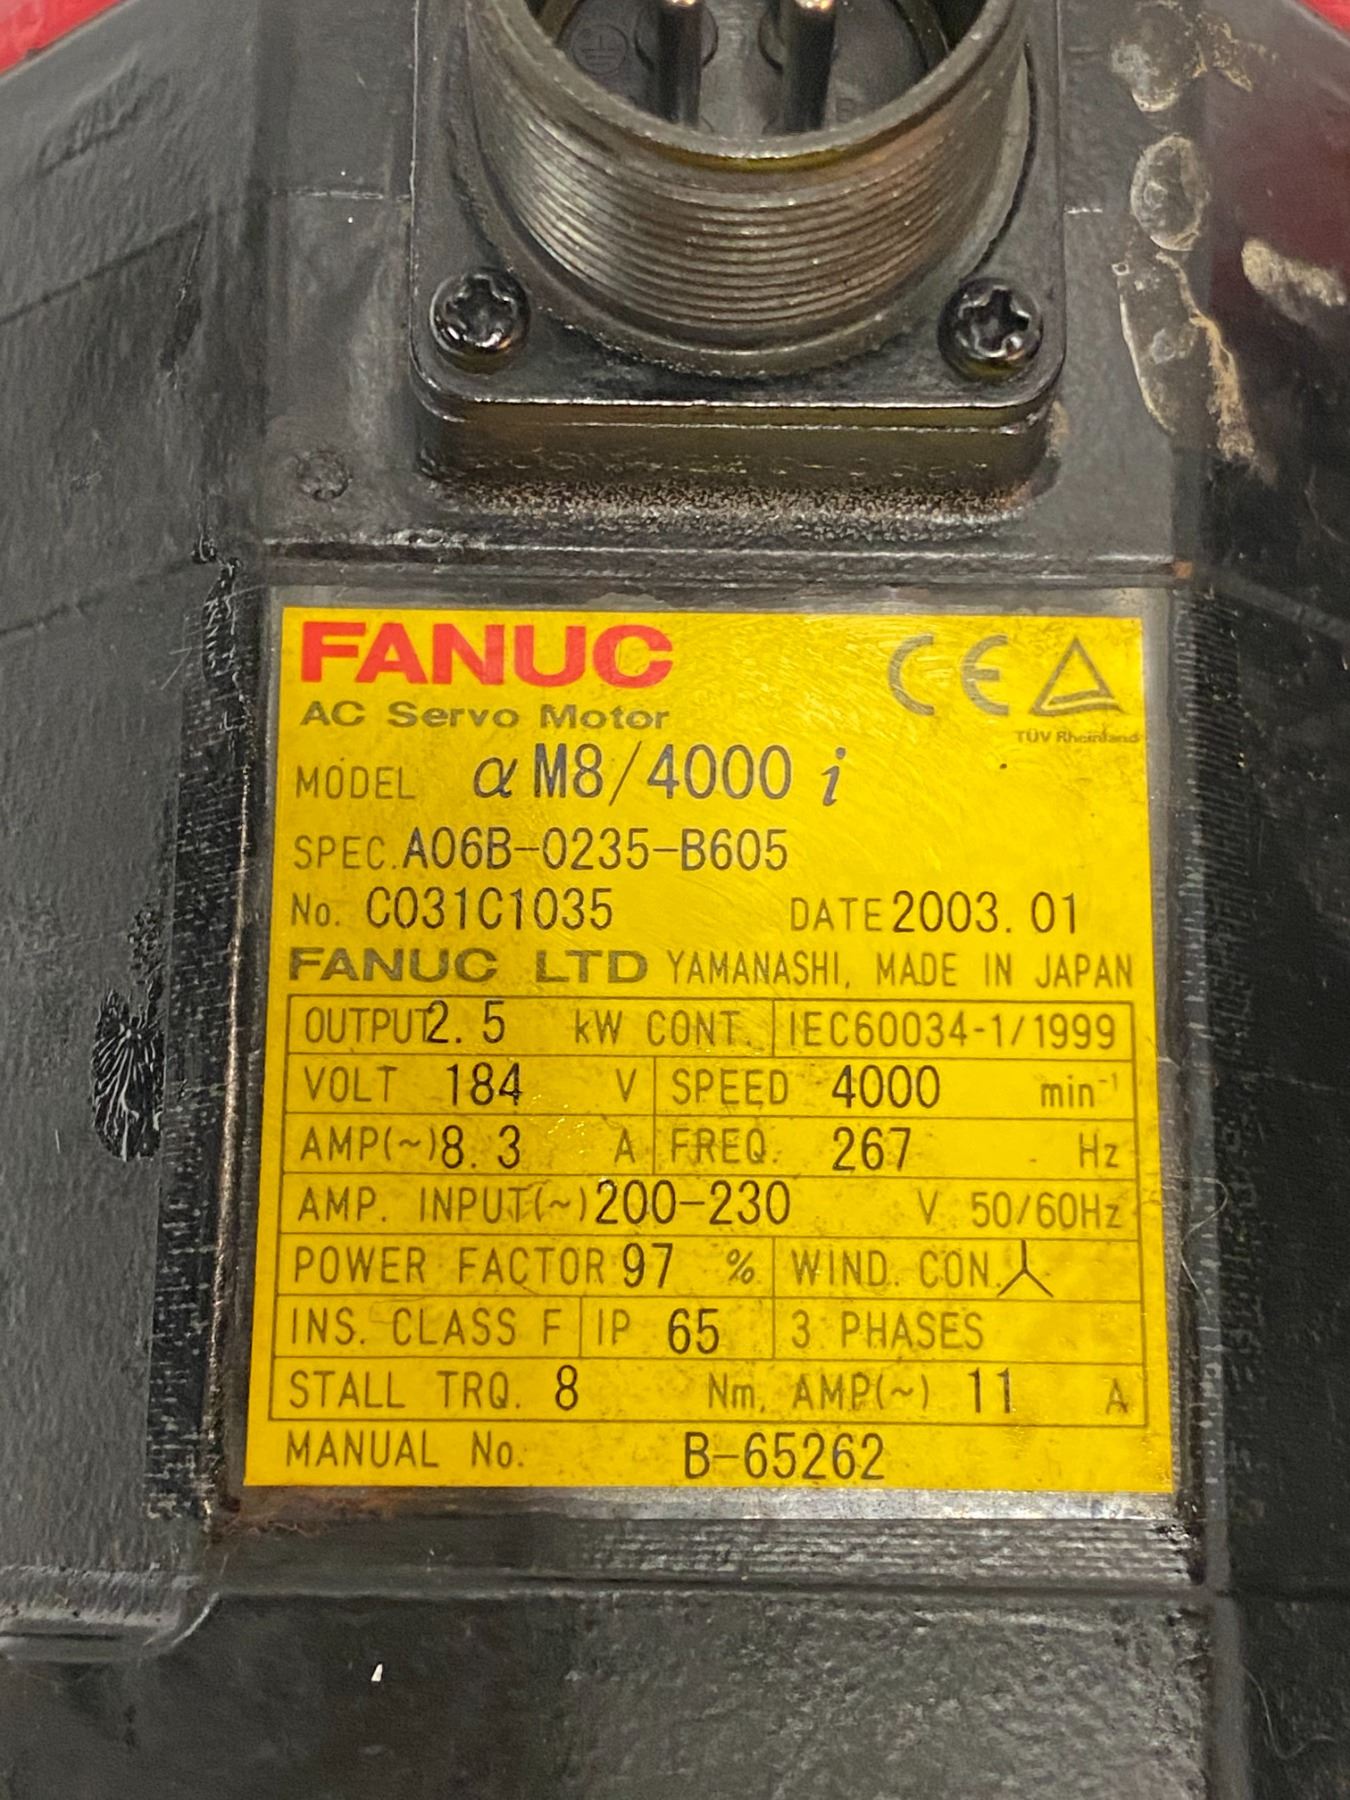 FANUC
AC Servo Motor
CE
TÜV Rheinland
MODEL α M8/4000 i
SPEC. A06B-0235-B605
No. C031C1035 DATE 2003.01
FANUC LTD YAMANASHI, MADE IN JAPAN
OUTPUT 2.5 kW CONT. IEC60034-1/1999
VOLT 184 V SPEED 4000 min⁻¹
AMP(~) 8.3 A FREQ. 267 Hz
AMP. INPUT(~) 200-230 V 50/60Hz
POWER FACTOR 97 % WIND. CON.
INS. CLASS F IP 65 3 PHASES
STALL TRQ. 8 Nm, AMP(~) 11 A
MANUAL No. B-65262